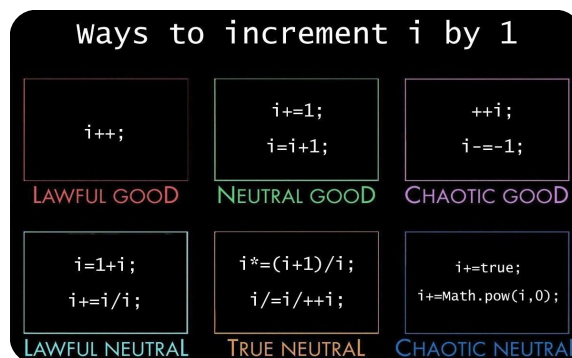 Ways to increment i by 1
i++;
LAWFUL GOOD
i+=1;
i=i+1;
NEUTRAL GOOD
++i;
i-=-1;
CHAOTIC GOOD
i=1+i;
i+=i/i;
LAWFUL NEUTRAL
i*=(i+1)/i;
i/=i/++i;
TRUE NEUTRAL
i+=true;
i+=Math.pow(i,0);
CHAOTIC NEUTRAL